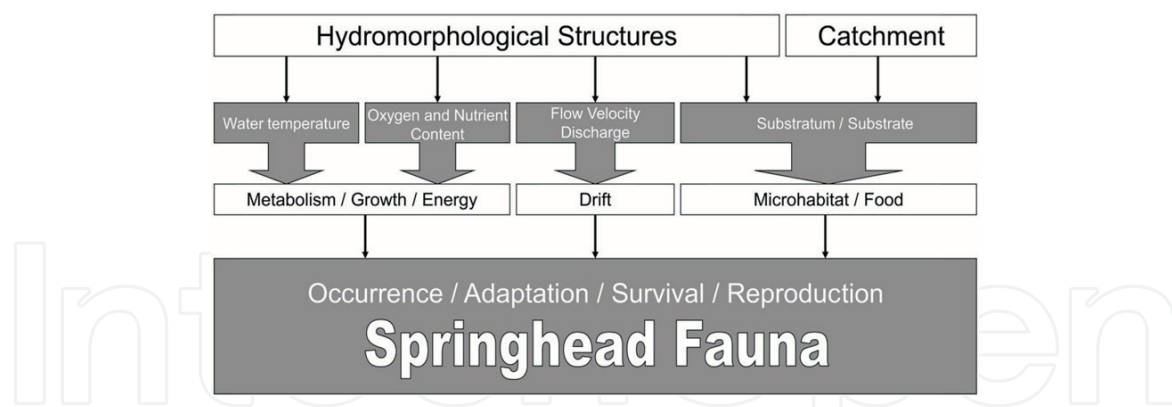 Hydromorphological Structures
Catchment
Water temperature
Oxygen and Nutrient
Content
Flow Velocity
Discharge
Substratum / Substrate
Metabolism / Growth / Energy
Drift
Microhabitat / Food
Occurrence / Adaptation / Survival / Reproduction
Springhead Fauna
IntechOpen